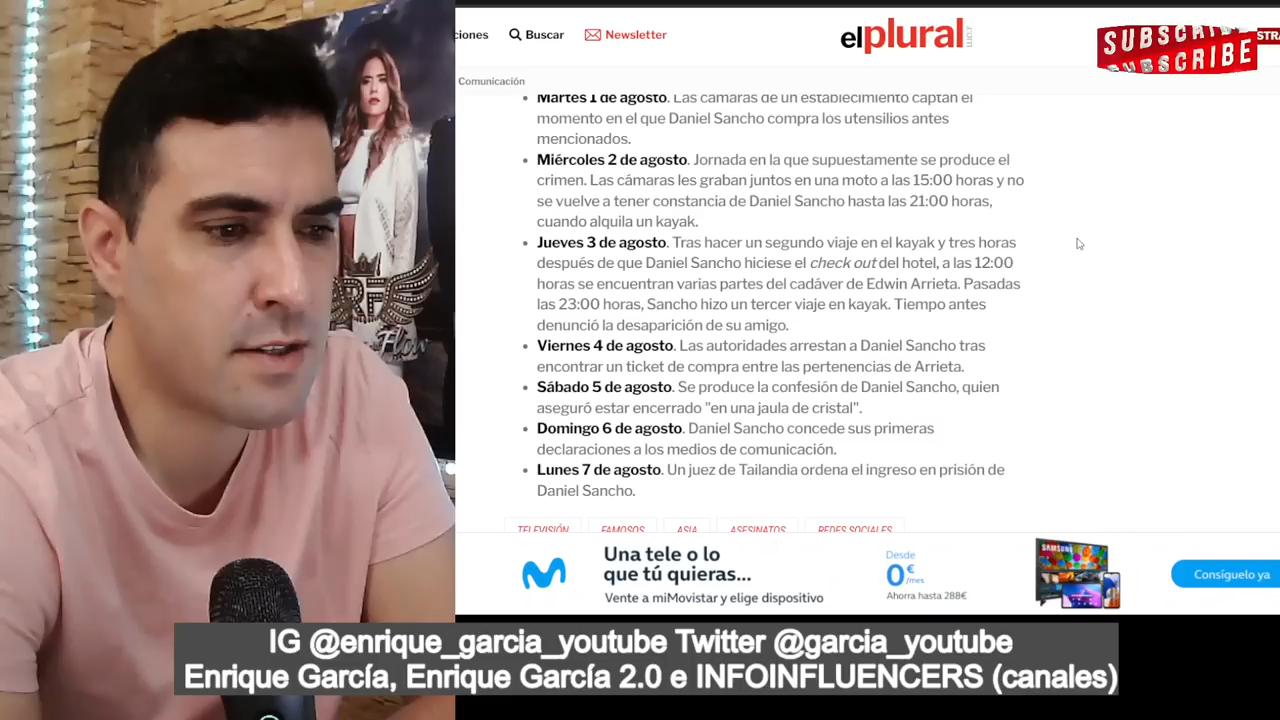 ciones
Buscar
Newsletter
elplural.com
SUBSCRIBE
SUBSCRIBE
Comunicación
Martes 1 de agosto. Las cámaras de un establecimiento captan el
momento en el que Daniel Sancho compra los utensilios antes
mencionados.
Miércoles 2 de agosto. Jornada en la que supuestamente se produce el
crimen. Las cámaras les graban juntos en una moto a las 15:00 horas y no
se vuelve a tener constancia de Daniel Sancho hasta las 21:00 horas,
cuando alquila un kayak.
Jueves 3 de agosto. Tras hacer un segundo viaje en el kayak y tres horas
después de que Daniel Sancho hiciese el check out del hotel, a las 12:00
horas se encuentran varias partes del cadáver de Edwin Arrieta. Pasadas
las 23:00 horas, Sancho hizo un tercer viaje en kayak. Tiempo antes
denunció la desaparición de su amigo.
Viernes 4 de agosto. Las autoridades arrestan a Daniel Sancho tras
encontrar un ticket de compra entre las pertenencias de Arrieta.
Sábado 5 de agosto. Se produce la confesión de Daniel Sancho, quien
aseguró estar encerrado "en una jaula de cristal".
Domingo 6 de agosto. Daniel Sancho concede sus primeras
declaraciones a los medios de comunicación.
Lunes 7 de agosto. Un juez de Tailandia ordena el ingreso en prisión de
Daniel Sancho.
TELEVISIÓN FAMOSOS ASIA ASESINATOS REDES SOCIALES
Una tele o lo
que tú quieras...
Vente a miMovistar y elige dispositivo
Desde
0€/mes
Ahorra hasta 288€
SAMSUNG
Consíguelo ya
Flow
IG @enrique_garcia_youtube Twitter @garcia_youtube
Enrique García, Enrique García 2.0 e INFOINFLUENCERS (canales)